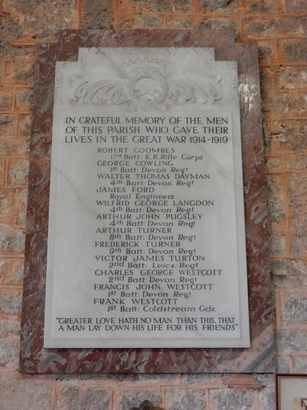 IN GRATEFUL MEMORY OF THE MEN
OF THIS PARISH WHO GAVE THEIR
LIVES IN THE GREAT WAR 1914-1919
ROBERT COOMBES
17th Batt: K.R. Rifle Corps
GEORGE COWLING
1st Batt: Devon Regt
WALTER THOMAS DAYMAN
4th Batt: Devon Regt
JAMES FORD
Royal Engineers
WILFRID GEORGE LANGDON
4th Batt: Devon Regt
ARTHUR JOHN PUGSLEY
4th Batt: Devon Regt
ARTHUR TURNER
8th Batt: Devon Regt
FREDERICK TURNER
9th Batt: Devon Regt
VICTOR JAMES TURTON
2nd Batt: Leics: Regt
CHARLES GEORGE WESTCOTT
2nd Batt: Devon Regt
FRANCIS JOHN WESTCOTT
1st Batt: Devon Regt
FRANK WESTCOTT
1st Batt: Coldstream Gds.
"GREATER LOVE HATH NO MAN THAN THIS, THAT
A MAN LAY DOWN HIS LIFE FOR HIS FRIENDS"